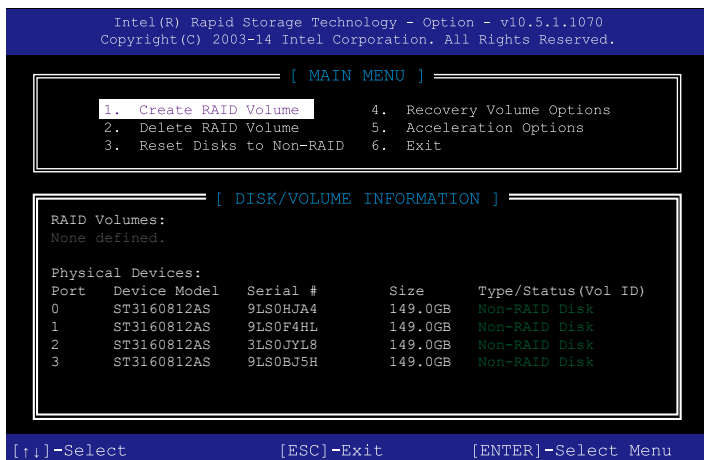 Intel(R) Rapid Storage Technology - Option - v10.5.1.1070
Copyright(C) 2003-14 Intel Corporation. All Rights Reserved.
[ MAIN MENU ]
1. Create RAID Volume 4. Recovery Volume Options
2. Delete RAID Volume 5. Acceleration Options
3. Reset Disks to Non-RAID 6. Exit
[ DISK/VOLUME INFORMATION ]
RAID Volumes:
None defined.
Physical Devices:
Port Device Model Serial # Size Type/Status(Vol ID)
0 ST3160812AS 9LS0HJA4 149.0GB Non-RAID Disk
1 ST3160812AS 9LS0F4HL 149.0GB Non-RAID Disk
2 ST3160812AS 3LS0JYL8 149.0GB Non-RAID Disk
3 ST3160812AS 9LS0BJ5H 149.0GB Non-RAID Disk
[↑↓]-Select [ESC]-Exit [ENTER]-Select Menu